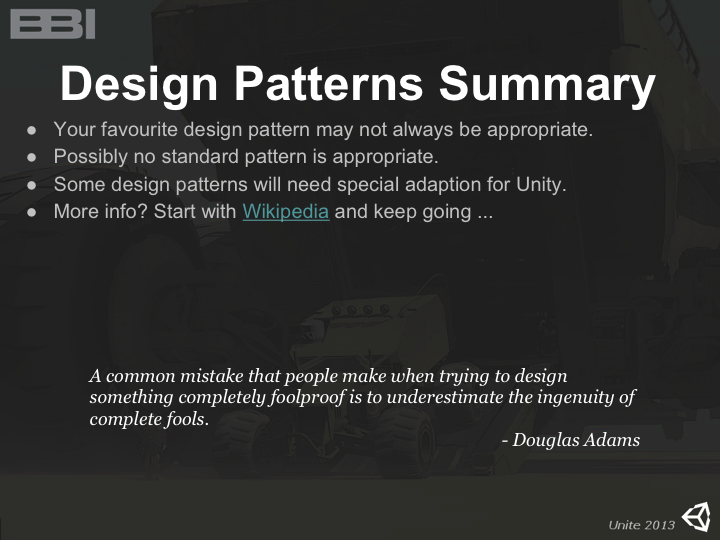 BBI
Design Patterns Summary
● Your favourite design pattern may not always be appropriate.
● Possibly no standard pattern is appropriate.
● Some design patterns will need special adaption for Unity.
● More info? Start with Wikipedia and keep going ...
A common mistake that people make when trying to design
something completely foolproof is to underestimate the ingenuity of
complete fools.
- Douglas Adams
Unite 2013